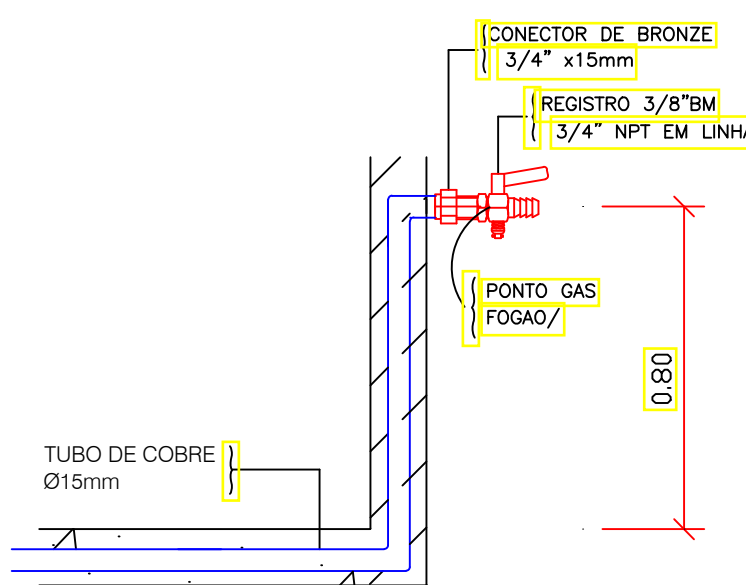 CONECTOR DE BRONZE
3/4" x15mm
REGISTRO 3/8"BM
3/4" NPT EM LINHA
PONTO GAS
FOGAO/
0.80
TUBO DE COBRE
Ø15mm